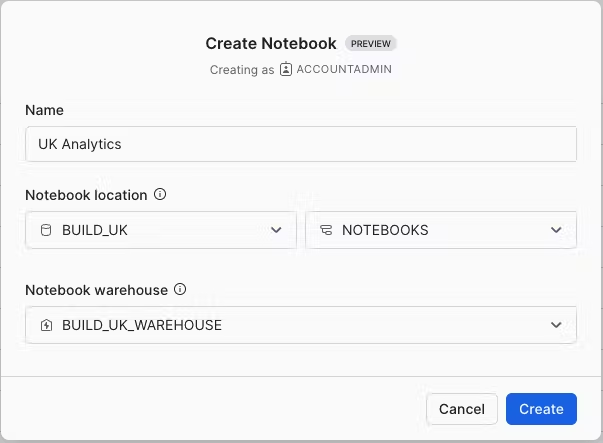 Create Notebook PREVIEW
Creating as ACCOUNTADMIN
Name
UK Analytics
Notebook location
BUILD_UK NOTEBOOKS
Notebook warehouse
BUILD_UK_WAREHOUSE
Cancel Create